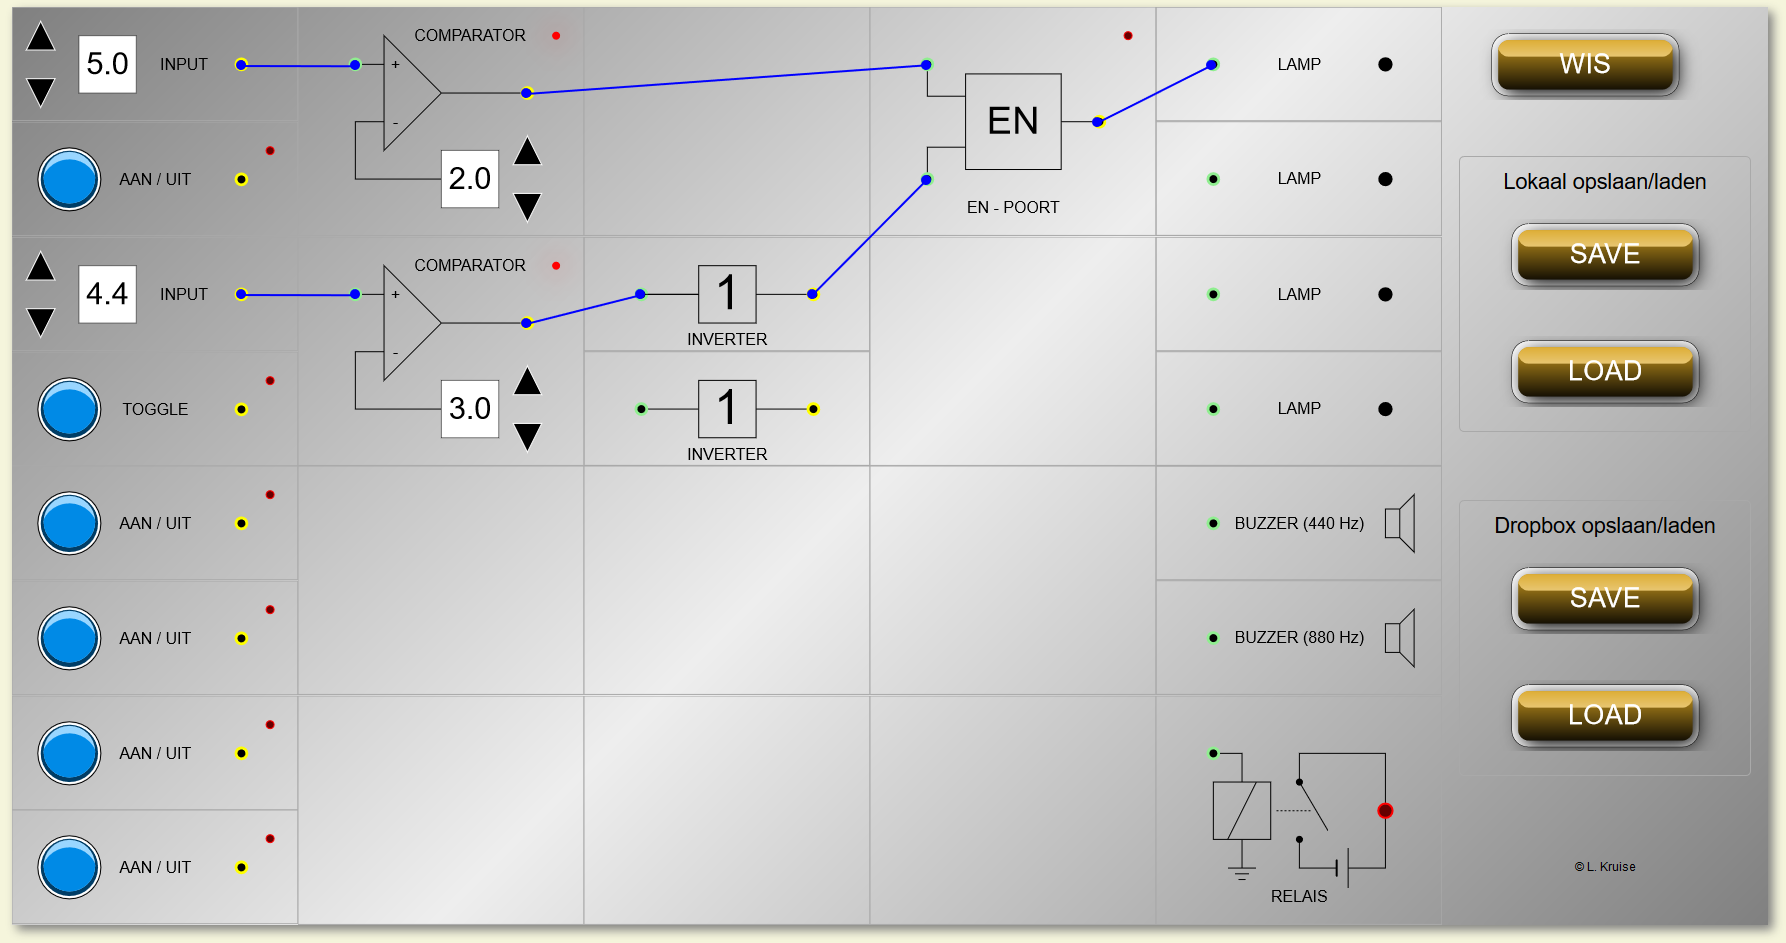 5.0 INPUT
COMPARATOR
+
-
2.0
EN
EN - POORT
LAMP
WIS
AAN / UIT
LAMP
Lokaal opslaan/laden
SAVE
LOAD
4.4 INPUT
COMPARATOR
+
-
3.0
1
INVERTER
LAMP
TOGGLE
1
INVERTER
LAMP
AAN / UIT
BUZZER (440 Hz)
Dropbox opslaan/laden
SAVE
LOAD
AAN / UIT
BUZZER (880 Hz)
AAN / UIT
AAN / UIT
RELAIS
© L. Kruise